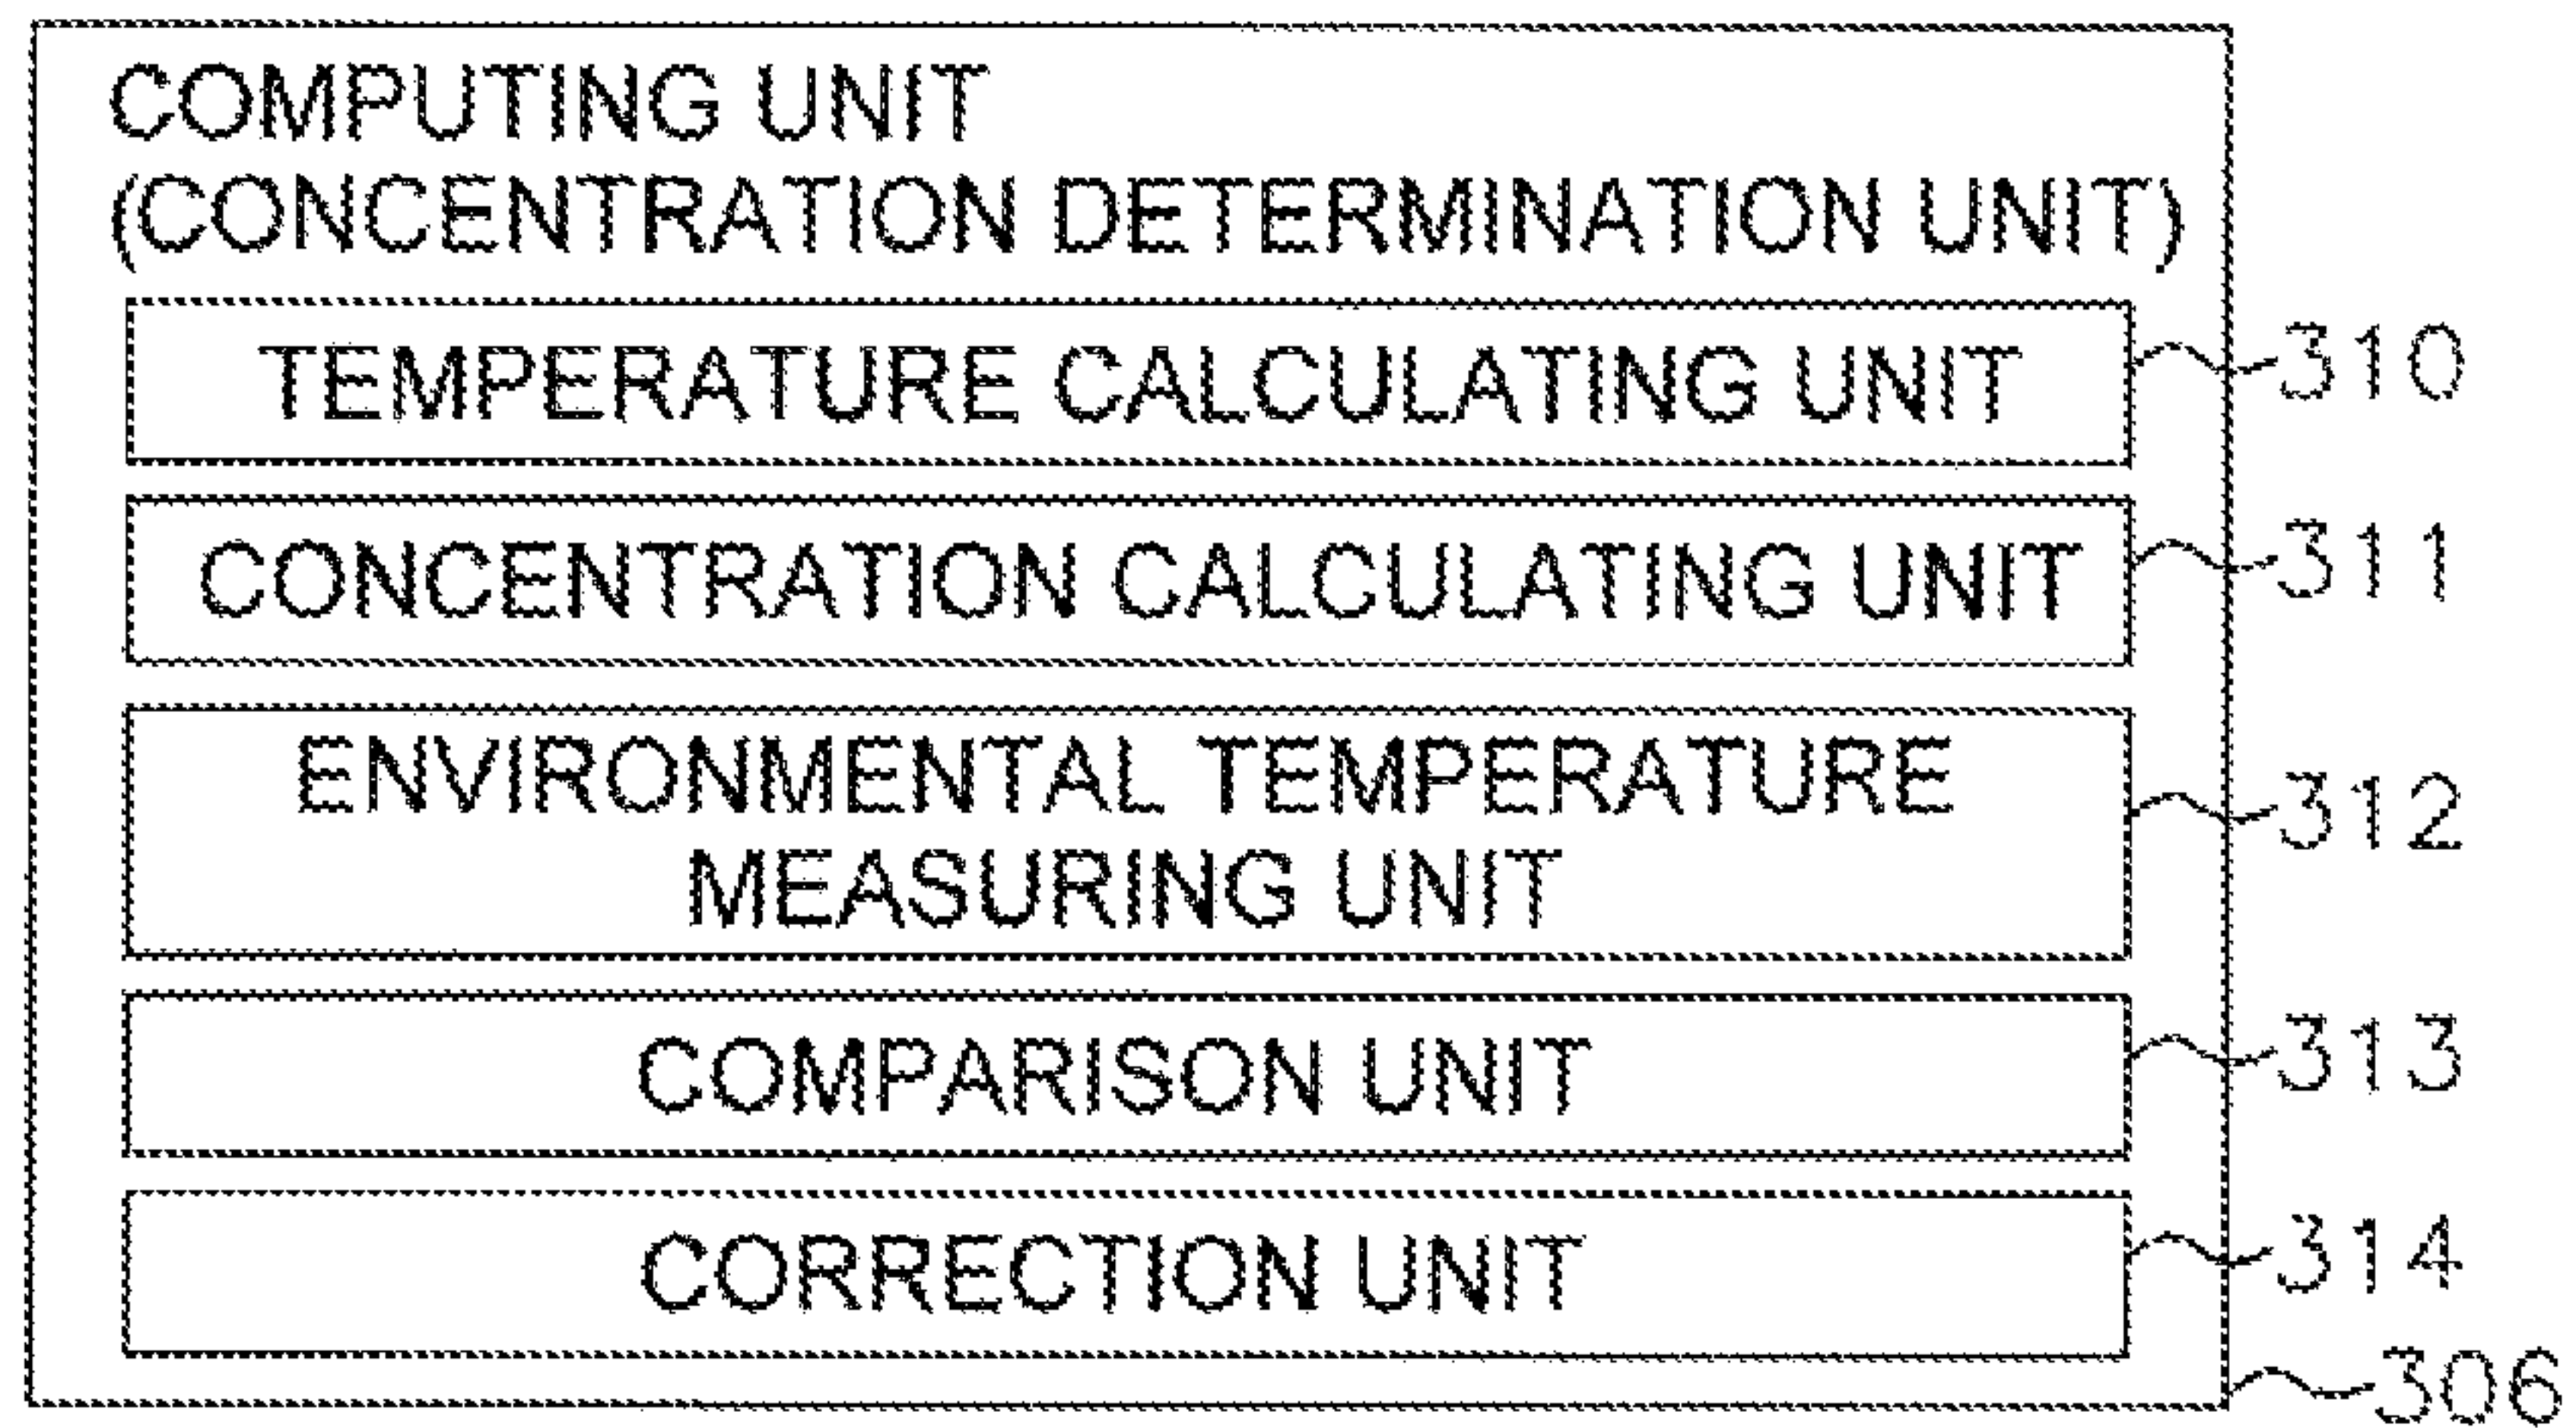 COMPUTING UNIT
(CONCENTRATION DETERMINATION UNIT)
TEMPERATURE CALCULATING UNIT
310
CONCENTRATION CALCULATING UNIT
311
ENVIRONMENTAL TEMPERATURE
MEASURING UNIT
312
COMPARISON UNIT
313
CORRECTION UNIT
314
306